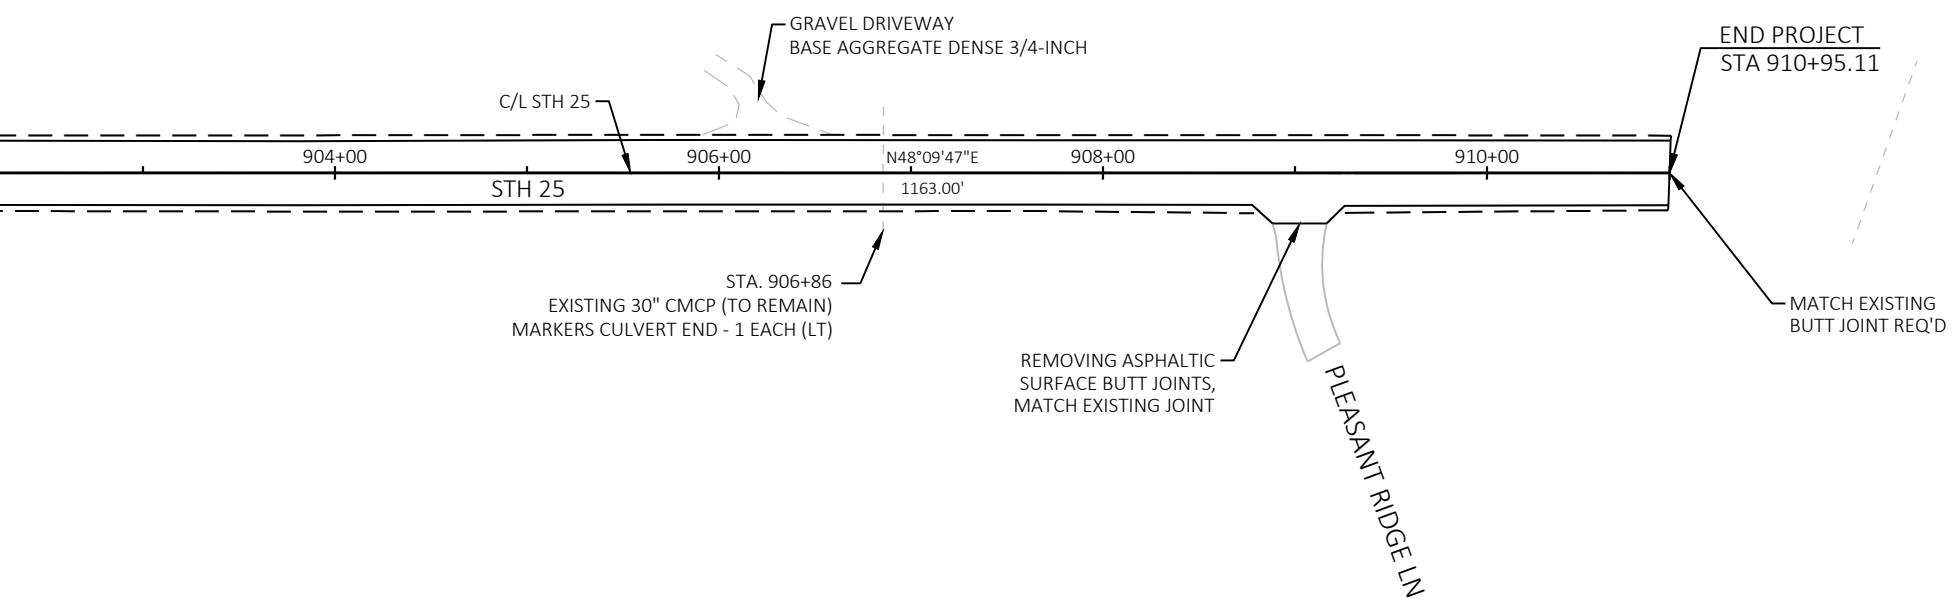 GRAVEL DRIVEWAY
BASE AGGREGATE DENSE 3/4-INCH
END PROJECT
STA 910+95.11
C/L STH 25
904+00
906+00
N48°09'47"E
908+00
910+00
STH 25
1163.00'
STA. 906+86
EXISTING 30" CMCP (TO REMAIN)
MARKERS CULVERT END - 1 EACH (LT)
MATCH EXISTING
BUTT JOINT REQ'D
REMOVING ASPHALTIC
SURFACE BUTT JOINTS,
MATCH EXISTING JOINT
PLEASANT RIDGE LN